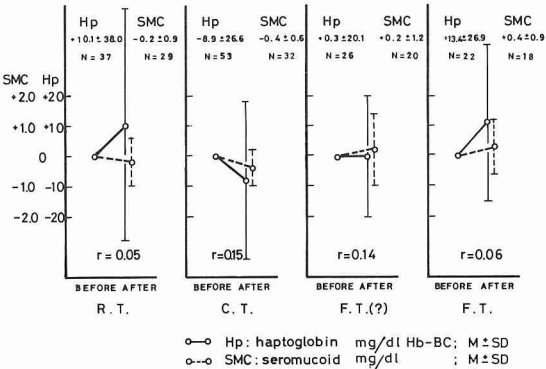 Hp SMC Hp SMC Hp SMC Hp SMC
+10.1±38.0 -0.2±0.9 -8.9±26.6 -0.4±0.6 +0.3±20.1 +0.2±1.2 +13.4±26.9 +0.4±0.9
N=37 N=29 N=53 N=32 N=26 N=20 N=22 N=18
SMC Hp
+2.0 +20
+1.0 +10
0
-1.0 -10
-2.0 -20
r=0.05 r=0.15 r=0.14 r=0.06
BEFORE AFTER BEFORE AFTER BEFORE AFTER BEFORE AFTER
R.T. C.T. F.T.(?) F.T.
Hp: haptoglobin mg/dl Hb-BC; M±SD
SMC: seromucoid mg/dl ; M±SD